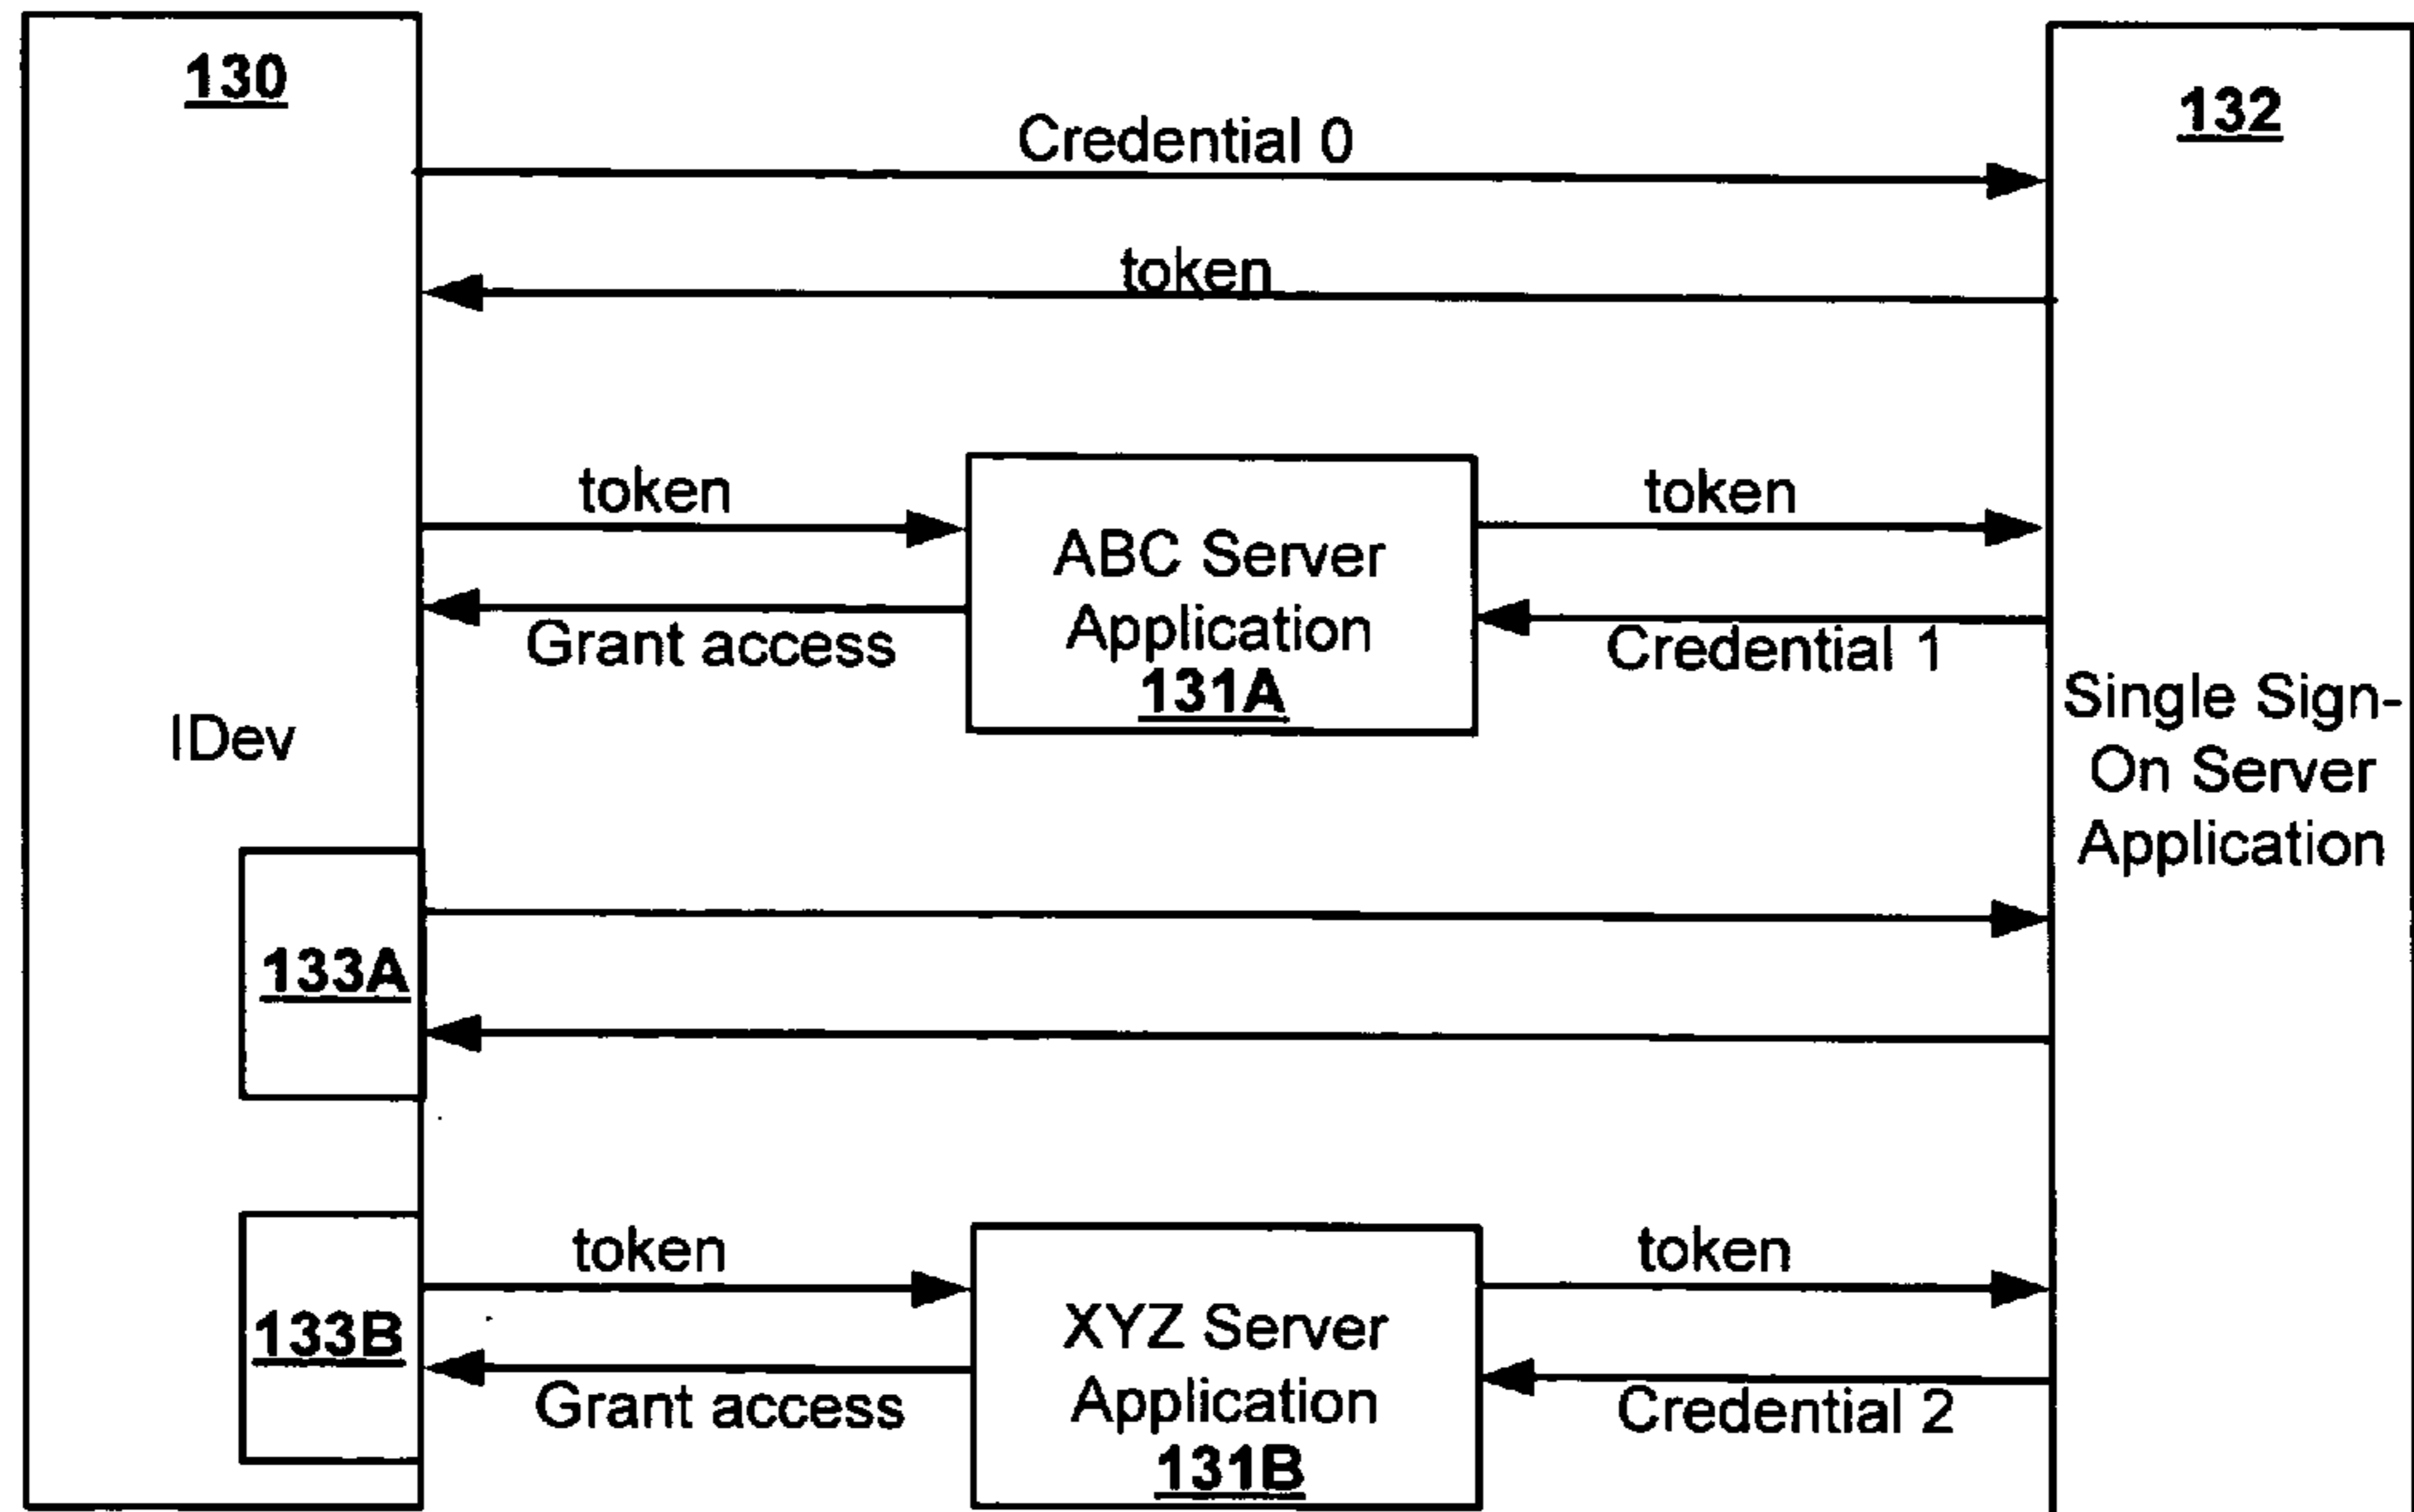 130
132
Credential 0
token
token
token
ABC Server
Application
131A
Grant access
Credential 1
IDev
Single Sign-
On Server
Application
133A
133B
token
token
XYZ Server
Application
131B
Grant access
Credential 2